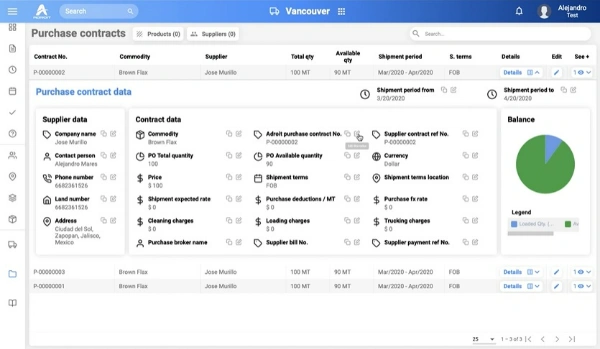 Search
Vancouver
Alejandro
Test
Purchase contracts
Products (0)
Suppliers (0)
Search..
Contract No. Commodity Supplier Total qty Available qty Shipment period S. terms Details Edit See +
P-00000002 Brown Flax Jose Murillo 100 MT 90 MT Mar/2020 - Apr/2020 FOB Details 1
Purchase contract data
Shipment period from
3/20/2020
Shipment period to
4/20/2020
Supplier data
Company name
Jose Murillo
Contact person
Alejandro Mares
Phone number
6682361526
Land number
6682361526
Address
Ciudad del Sol,
Zapopan, Jalisco,
Mexico
Contract data
Commodity
Brown Flax
Adroit purchase contract No.
P-00000002
Supplier contract ref No.
P-00000002
PO Total quantity
100
PO Available quantity
90
Currency
Dollar
Price
$ 100
Shipment terms
FOB
Shipment terms location
Shipment expected rate
$ 0
Purchase deductions / MT
$ 0
Purchase fx rate
$ 0
Cleaning charges
$ 0
Loading charges
$ 0
Trucking charges
$ 0
Purchase broker name
Supplier bill No.
Supplier payment ref No.
Balance
Legend
Loaded Qty. (...
P-00000003 Brown Flax Jose Murillo 100 MT 90 MT Mar/2020 - Apr/2020 FOB Details 1
P-00000001 Brown Flax Jose Murillo 100 MT 90 MT Mar/2020 - Apr/2020 FOB Details 1
25 1 - 3 of 3